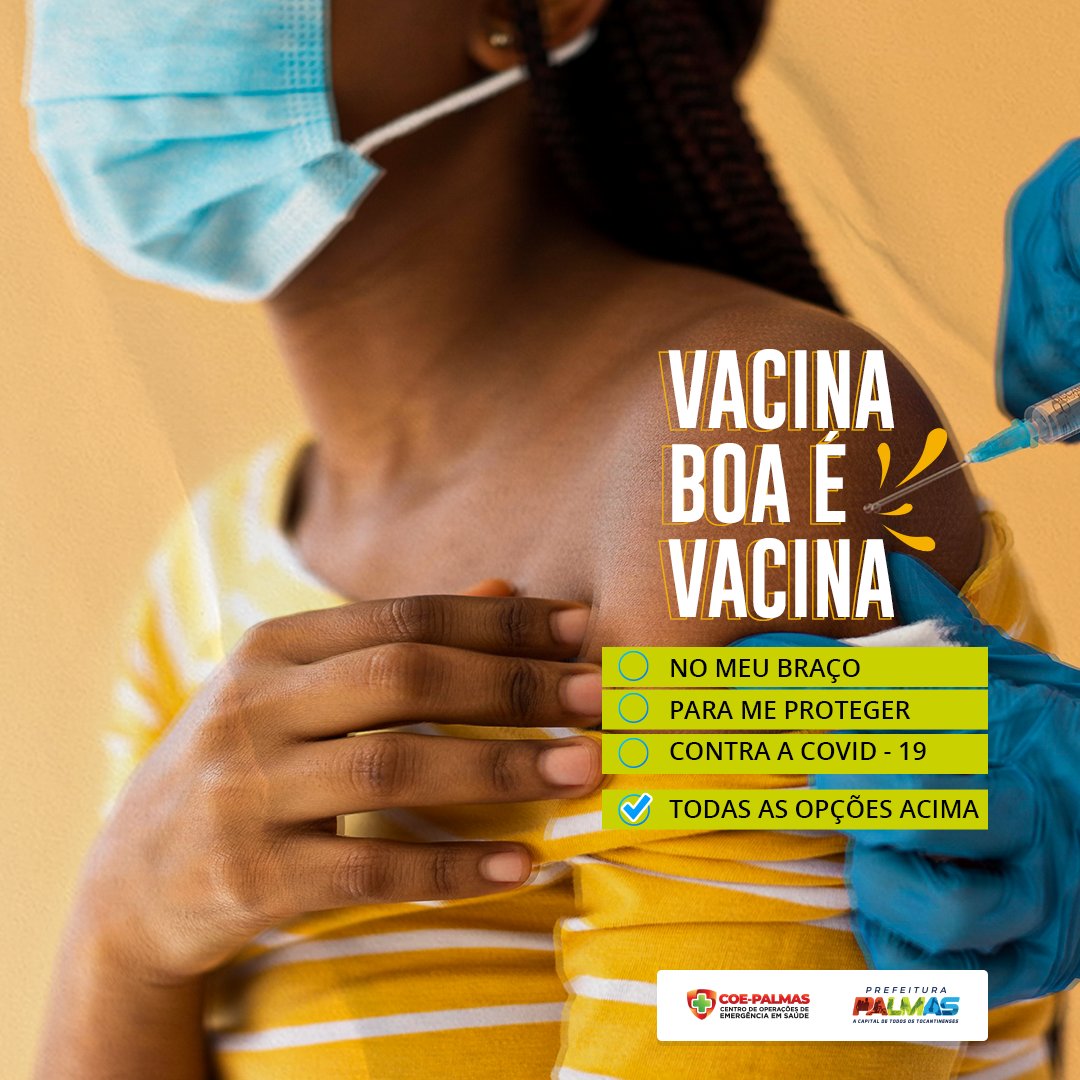 VACINA
BOA É
VACINA
NO MEU BRAÇO
PARA ME PROTEGER
CONTRA A COVID - 19
TODAS AS OPÇÕES ACIMA
COE-PALMAS
CENTRO DE OPERAÇÕES DE
EMERGÊNCIA EM SAÚDE
PREFEITURA
PALMAS
A CAPITAL DE TODOS OS TOCANTINENSES